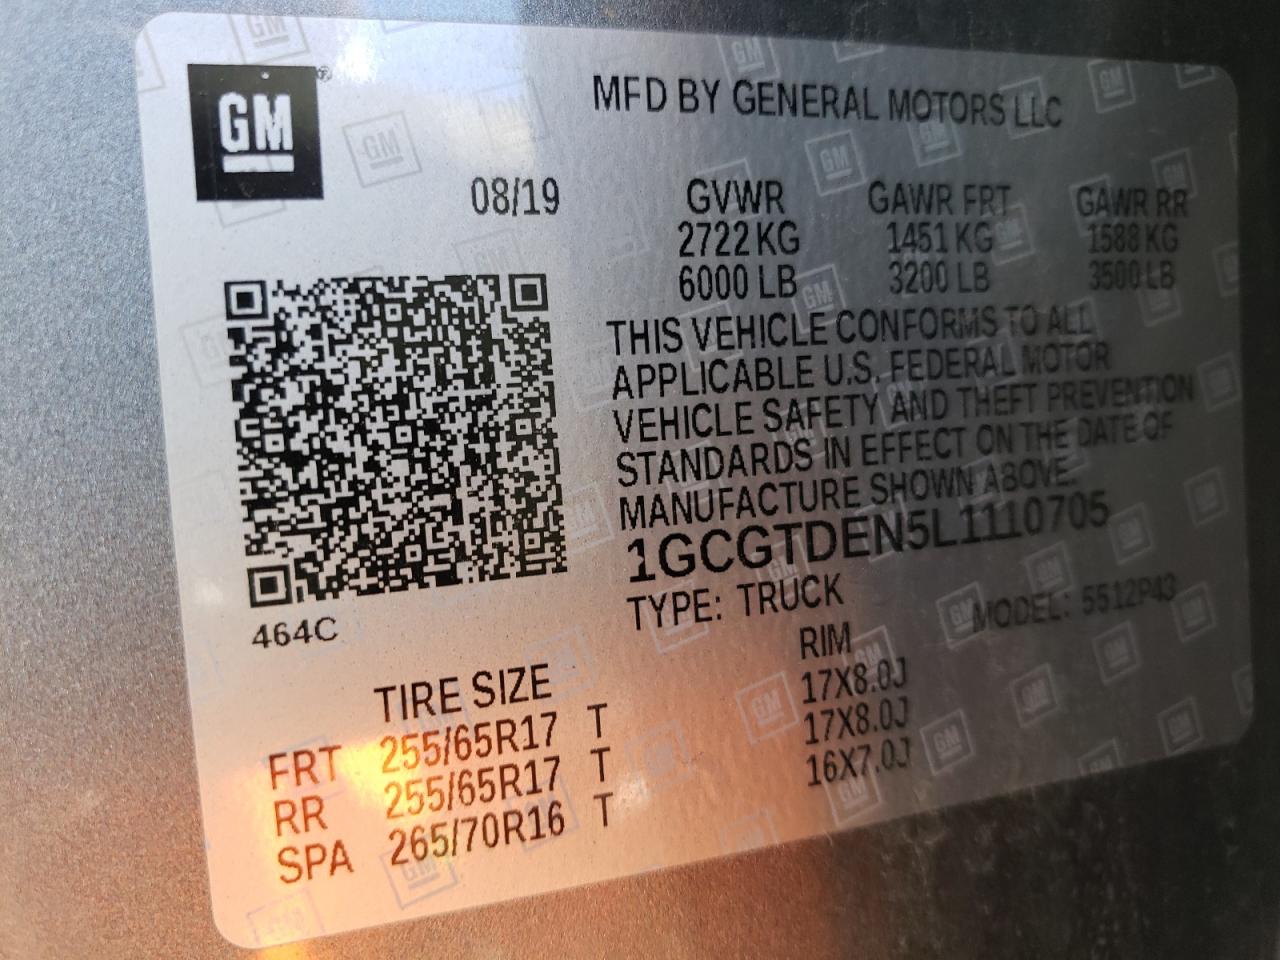 GM ®
MFD BY GENERAL MOTORS LLC
08/19
GVWR GAWR FRT GAWR RR
2722 KG 1451 KG 1588 KG
6000 LB 3200 LB 3500 LB
THIS VEHICLE CONFORMS TO ALL
APPLICABLE U.S. FEDERAL MOTOR
VEHICLE SAFETY AND THEFT PREVENTION
STANDARDS IN EFFECT ON THE DATE OF
MANUFACTURE SHOWN ABOVE.
1GCGTDEN5L1110705
TYPE: TRUCK MODEL: 5512P43
464C
TIRE SIZE RIM
FRT 255/65R17 T 17X8.0J
RR 255/65R17 T 17X8.0J
SPA 265/70R16 T 16X7.0J